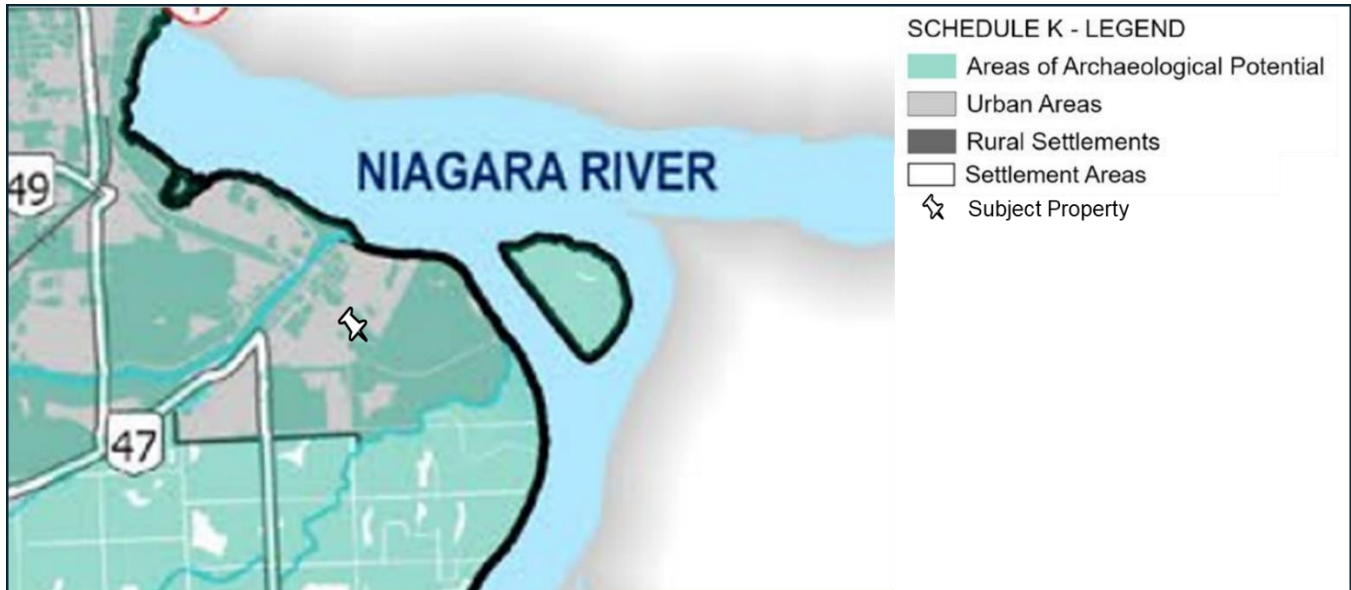 49
47
NIAGARA RIVER
SCHEDULE K - LEGEND
Areas of Archaeological Potential
Urban Areas
Rural Settlements
Settlement Areas
Subject Property